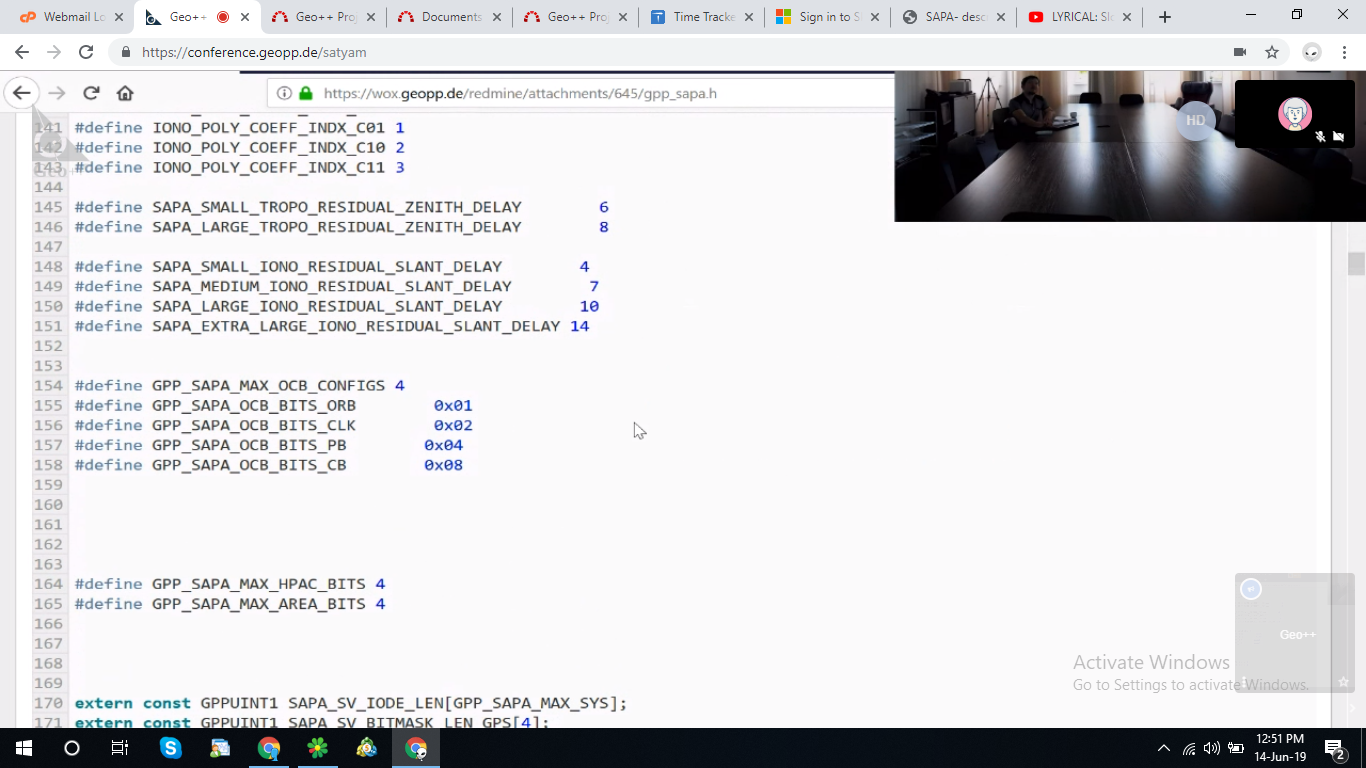 Webmail Lo
Geo++
Geo++ Proj
Documents
Geo++ Proj
Time Tracke
Sign in to S
SAPA- desc
LYRICAL: Sl
https://conference.geopp.de/satyam
https://wox.geopp.de/redmine/attachments/645/gpp_sapa.h
HD
141 #define IONO_POLY_COEFF_INDX_C01 1
142 #define IONO_POLY_COEFF_INDX_C10 2
143 #define IONO_POLY_COEFF_INDX_C11 3
144
145 #define SAPA_SMALL_TROPO_RESIDUAL_ZENITH_DELAY 6
146 #define SAPA_LARGE_TROPO_RESIDUAL_ZENITH_DELAY 8
147
148 #define SAPA_SMALL_IONO_RESIDUAL_SLANT_DELAY 4
149 #define SAPA_MEDIUM_IONO_RESIDUAL_SLANT_DELAY 7
150 #define SAPA_LARGE_IONO_RESIDUAL_SLANT_DELAY 10
151 #define SAPA_EXTRA_LARGE_IONO_RESIDUAL_SLANT_DELAY 14
152
153
154 #define GPP_SAPA_MAX_OCB_CONFIGS 4
155 #define GPP_SAPA_OCB_BITS_ORB 0x01
156 #define GPP_SAPA_OCB_BITS_CLK 0x02
157 #define GPP_SAPA_OCB_BITS_PB 0x04
158 #define GPP_SAPA_OCB_BITS_CB 0x08
159
160
161
162
163
164 #define GPP_SAPA_MAX_HPAC_BITS 4
165 #define GPP_SAPA_MAX_AREA_BITS 4
166
167
168
169
170 extern const GPPUINT1 SAPA_SV_IODE_LEN[GPP_SAPA_MAX_SYS];
171 extern const GPPUINT1 SAPA_SV_BITMASK_LEN_GPS[4];
Geo++
Activate Windows
Go to Settings to activate Windows.
12:51 PM
14-Jun-19
2